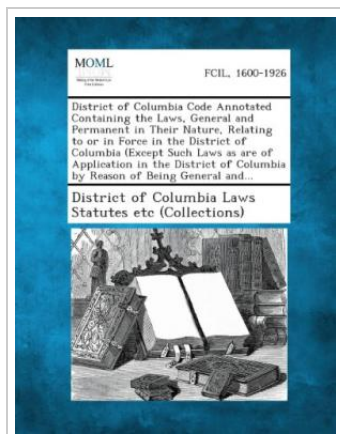 MOML
FCIL, 1600-1926
District of Columbia Code Annotated
Containing the Laws, General and
Permanent in Their Nature, Relating
to or in Force in the District of
Columbia (Except Such Laws as are of
Application in the District of Columbia
by Reason of Being General and...
District of Columbia Laws
Statutes etc (Collections)